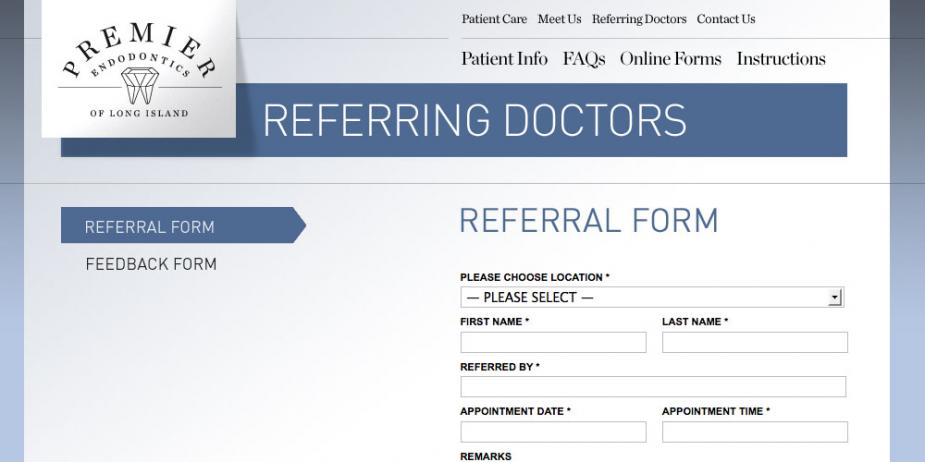 PREMIER
ENDODONTICS
OF LONG ISLAND
Patient Care Meet Us Referring Doctors Contact Us
Patient Info FAQs Online Forms Instructions
REFERRING DOCTORS
REFERRAL FORM
FEEDBACK FORM
REFERRAL FORM
PLEASE CHOOSE LOCATION *
— PLEASE SELECT —
FIRST NAME * LAST NAME *
REFERRED BY *
APPOINTMENT DATE * APPOINTMENT TIME *
REMARKS